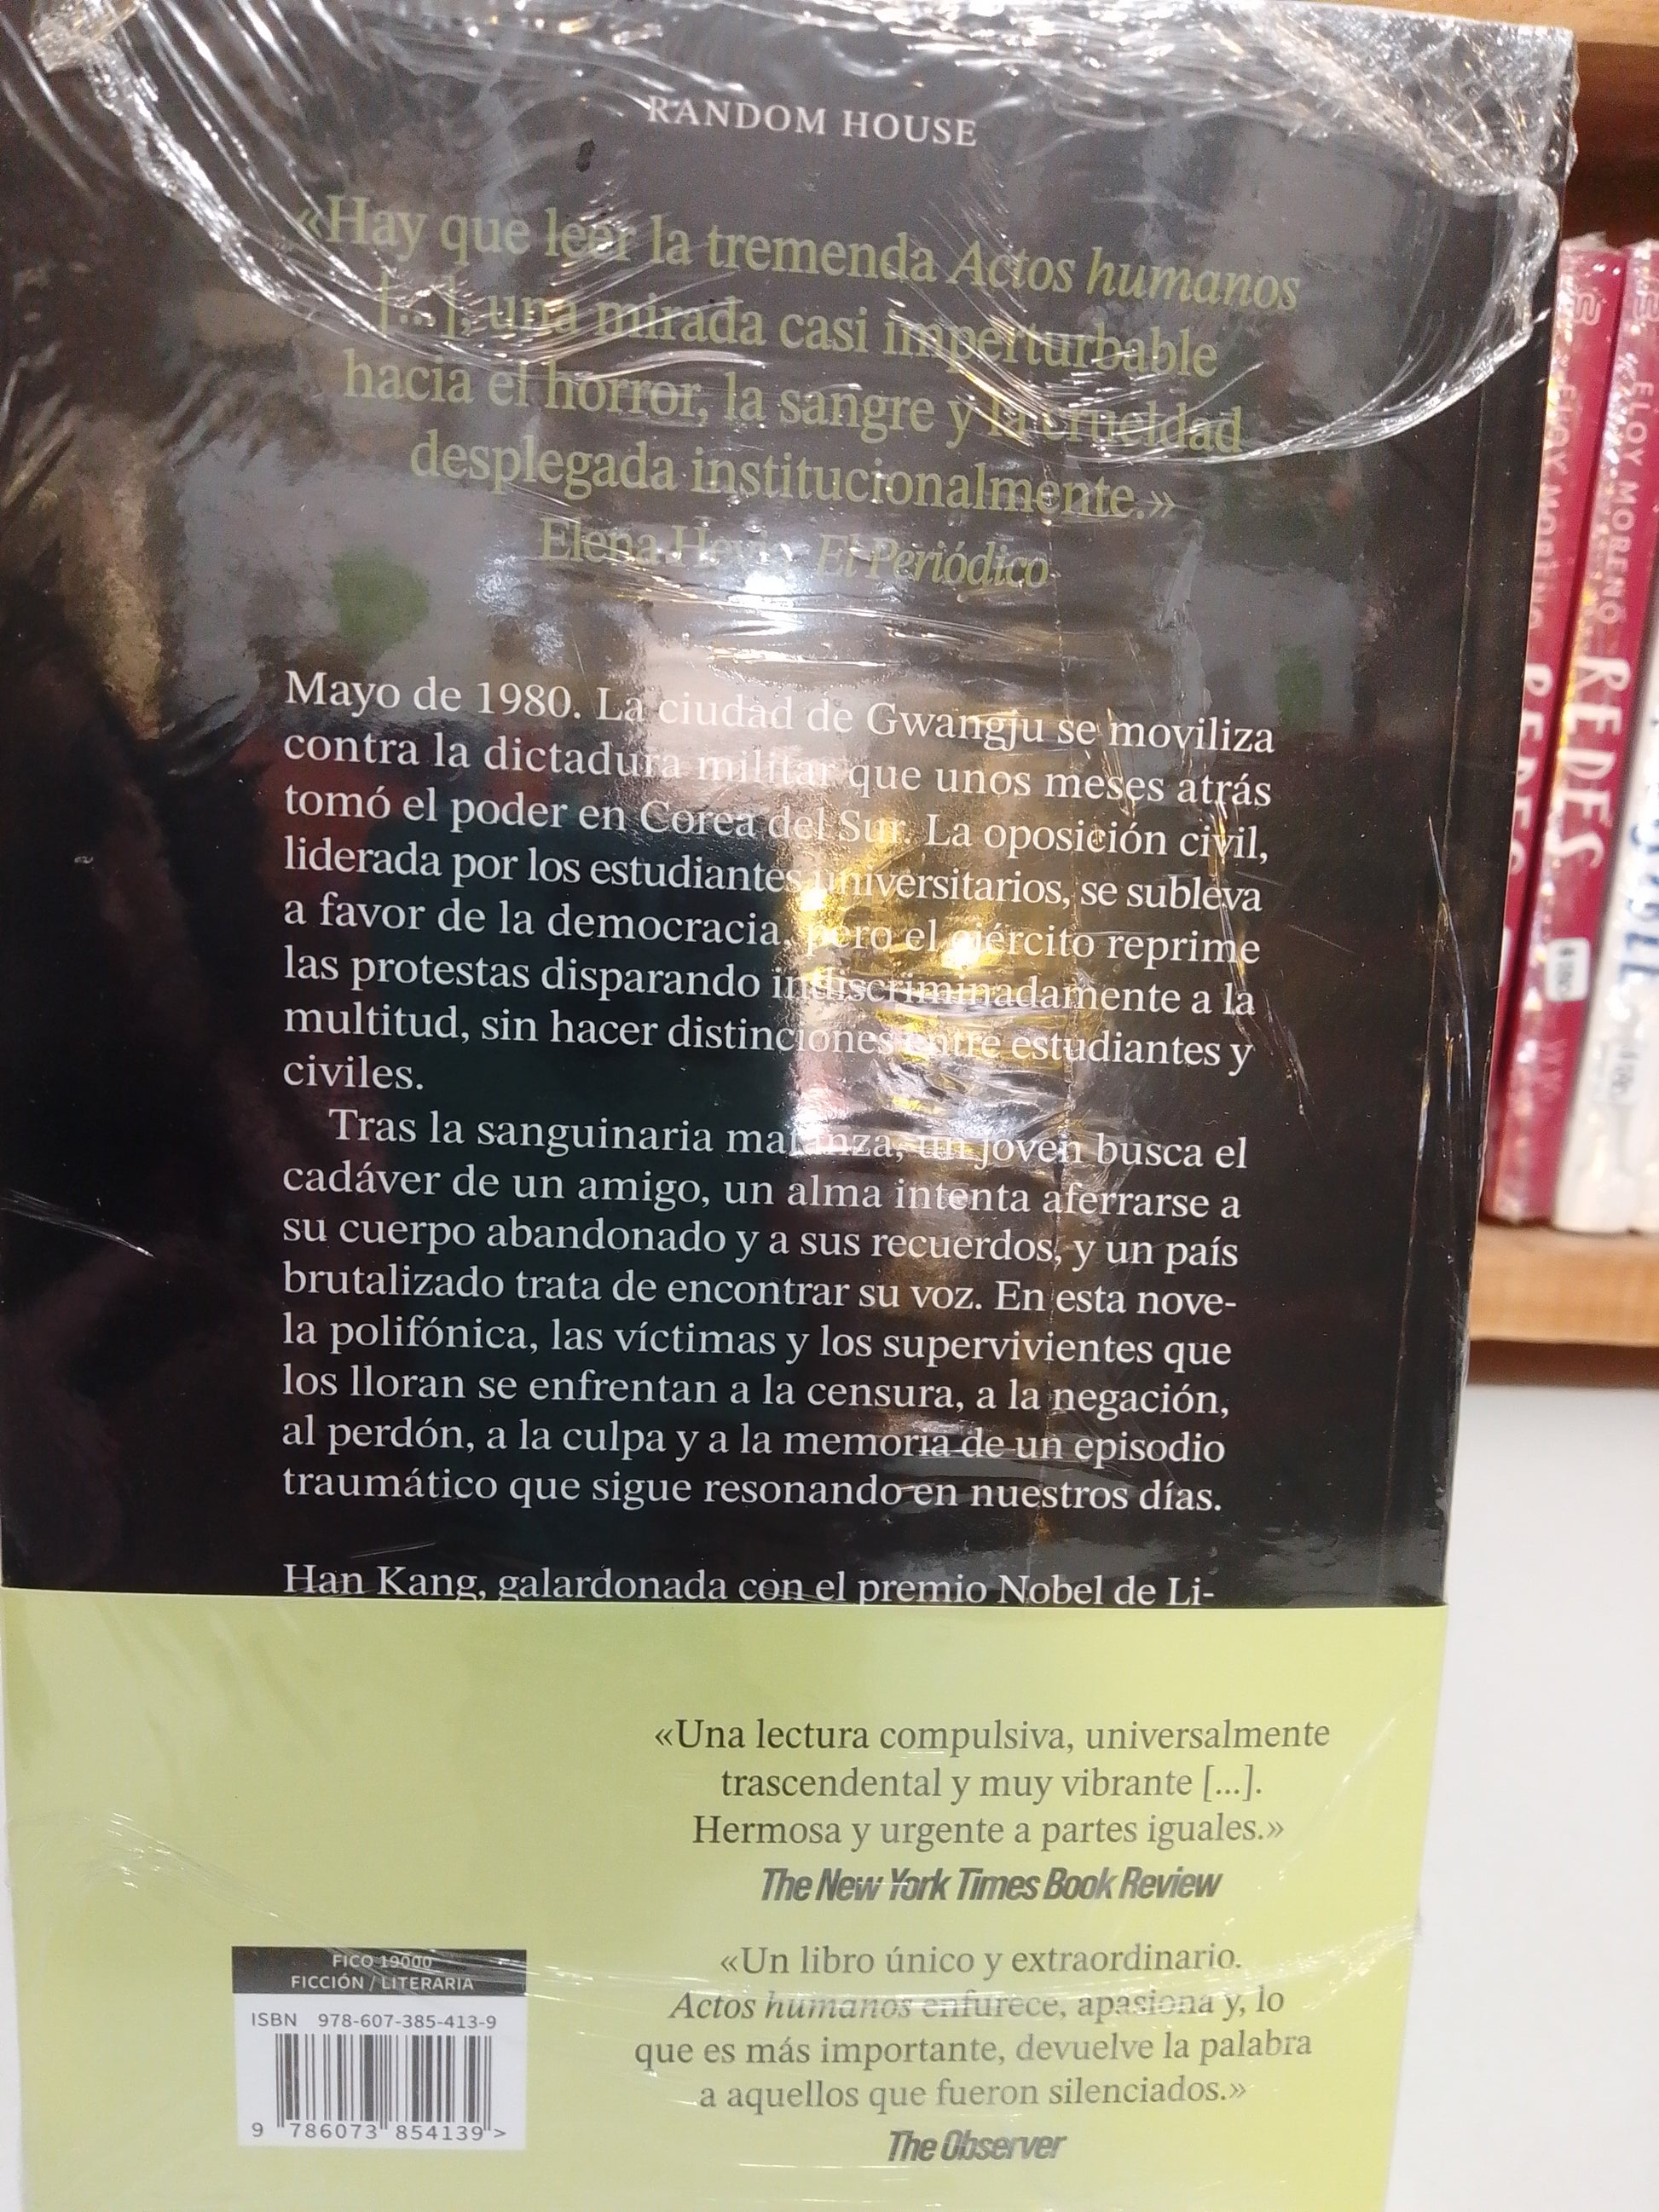 RANDOM HOUSE
«Hay que leer la tremenda Actos humanos
[...], una mirada casi imperturbable
hacia el horror, la sangre y la crueldad
desplegada institucionalmente.»
Elena Hevia, El Periódico
Mayo de 1980. La ciudad de Gwangju se moviliza
contra la dictadura militar que unos meses atrás
tomó el poder en Corea del Sur. La oposición civil,
liderada por los estudiantes universitarios, se subleva
a favor de la democracia, pero el ejército reprime
las protestas disparando indiscriminadamente a la
multitud, sin hacer distinciones entre estudiantes y
civiles.
Tras la sanguinaria matanza, un joven busca el
cadáver de un amigo, un alma intenta aferrarse a
su cuerpo abandonado y a sus recuerdos, y un país
brutalizado trata de encontrar su voz. En esta nove-
la polifónica, las víctimas y los supervivientes que
los lloran se enfrentan a la censura, a la negación,
al perdón, a la culpa y a la memoria de un episodio
traumático que sigue resonando en nuestros días.
Han Kang, galardonada con el premio Nobel de Li-
«Una lectura compulsiva, universalmente
trascendental y muy vibrante [...].
Hermosa y urgente a partes iguales.»
The New York Times Book Review
«Un libro único y extraordinario.
Actos humanos enfurece, apasiona y, lo
que es más importante, devuelve la palabra
a aquellos que fueron silenciados.»
The Observer
FICO 19000
FICCIÓN / LITERARIA
ISBN 978-607-385-413-9
9 786073 854139 >
ELOY MORENO REDES
ELOY MORENO REDES